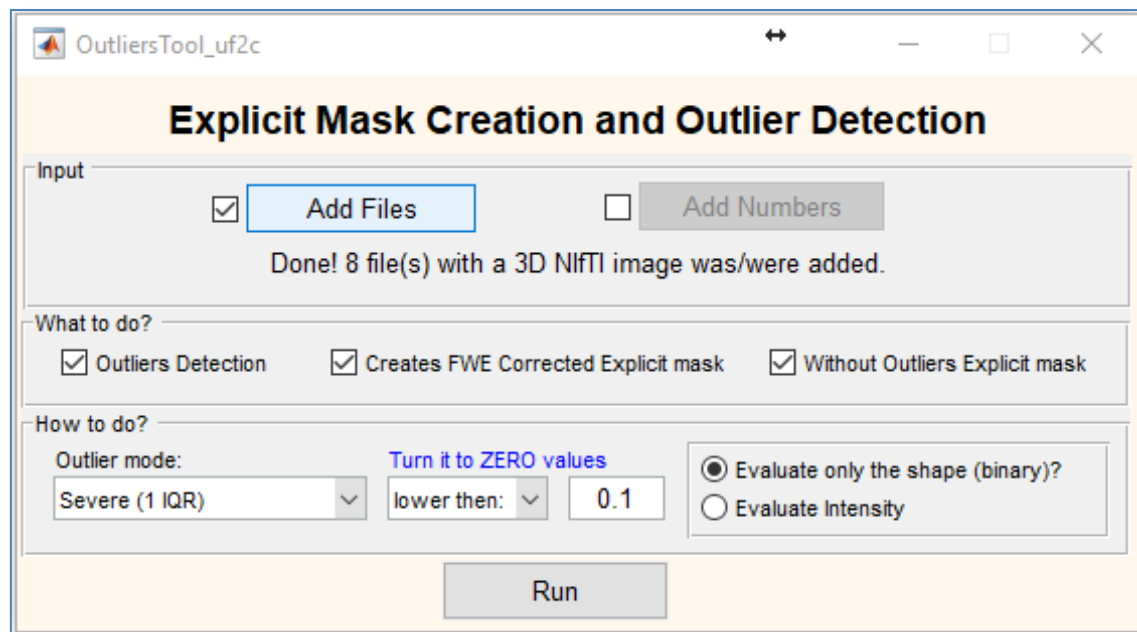 OutliersTool_uf2c
Explicit Mask Creation and Outlier Detection
Input
Add Files Add Numbers
Done! 8 file(s) with a 3D NIfTI image was/were added.
What to do?
Outliers Detection Creates FWE Corrected Explicit mask Without Outliers Explicit mask
How to do?
Outlier mode: Turn it to ZERO values
Evaluate only the shape (binary)?
Severe (1 IQR) lower then: 0.1
Evaluate Intensity
Run